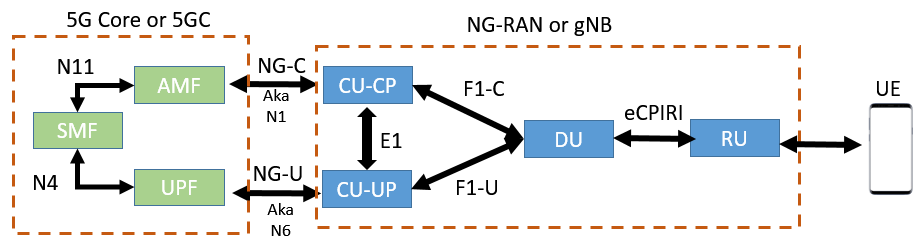 5G Core or 5GC
NG-RAN or gNB
N11
AMF
NG-C
Aka
N1
CU-CP
F1-C
UE
SMF
E1
DU
eCPIRI
RU
N4
UPF
NG-U
Aka
N6
CU-UP
F1-U